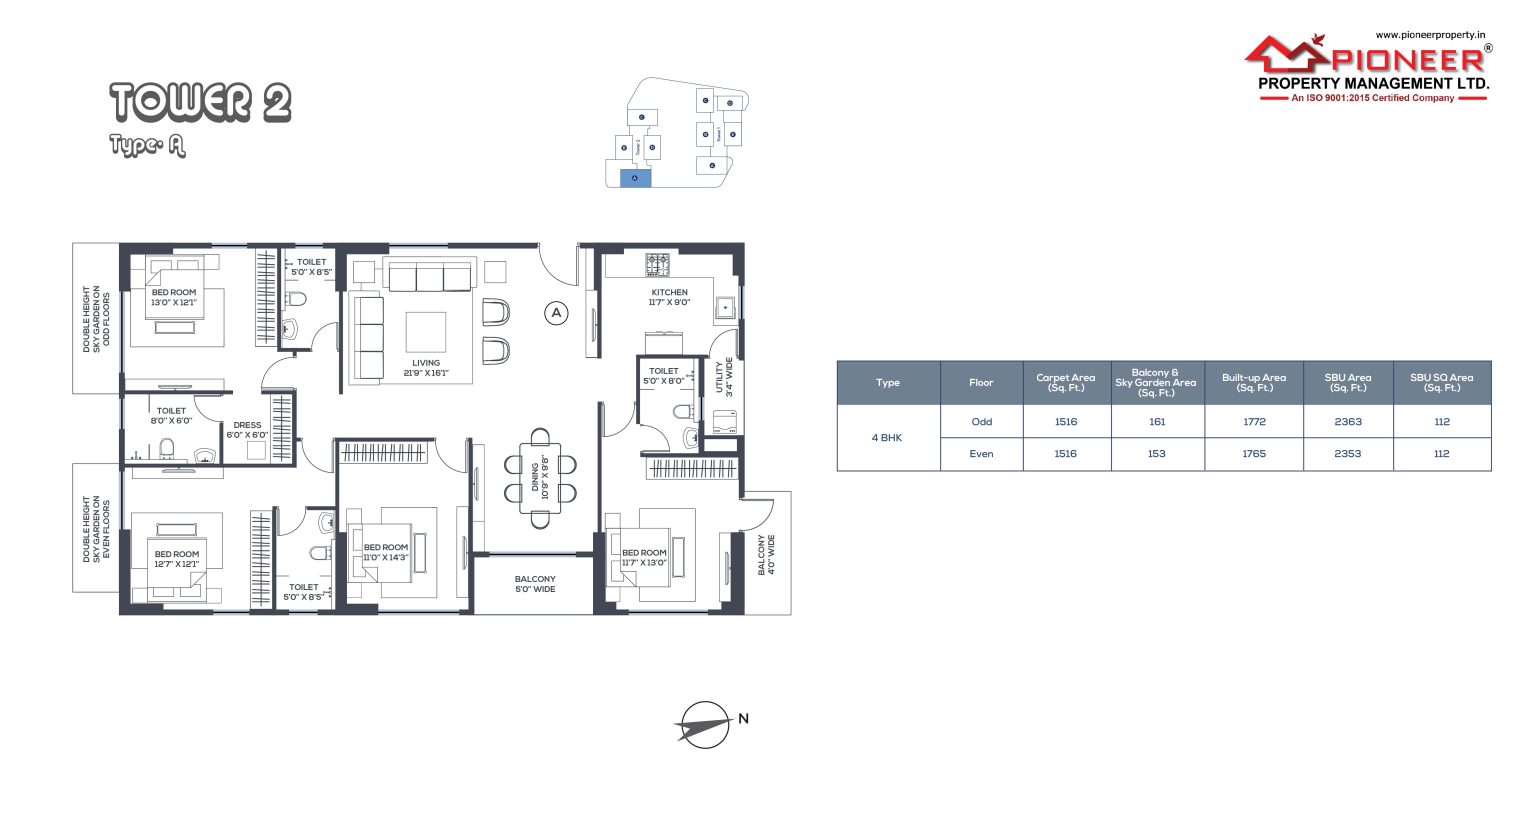 www.pioneerproperty.in
PIONEER®
PROPERTY MANAGEMENT LTD.
An ISO 9001:2015 Certified Company
TOWER 2
Type- A
C
B
Tower 2
D
A
C
D
B
Tower 1
E
A
DOUBLE HEIGHT
SKY GARDEN ON
ODD FLOORS
BED ROOM
13'0" X 12'1"
TOILET
5'0" X 8'5"
LIVING
21'9" X 16'1"
A
KITCHEN
11'7" X 9'0"
TOILET
5'0" X 8'0"
UTILITY
3'4" WIDE
TOILET
8'0" X 6'0"
DRESS
6'0" X 6'0"
DINING
10'9" X 9'8"
DOUBLE HEIGHT
SKY GARDEN ON
EVEN FLOORS
BED ROOM
12'7" X 12'1"
TOILET
5'0" X 8'5"
BED ROOM
11'0" X 14'3"
BALCONY
5'0" WIDE
BED ROOM
11'7" X 13'0"
BALCONY
4'0" WIDE
N
Type Floor Carpet Area (Sq. Ft.) Balcony & Sky Garden Area (Sq. Ft.) Built-up Area (Sq. Ft.) SBU Area (Sq. Ft.) SBU SQ Area (Sq. Ft.)
4 BHK
Odd 1516 161 1772 2363 112
Even 1516 153 1765 2353 112